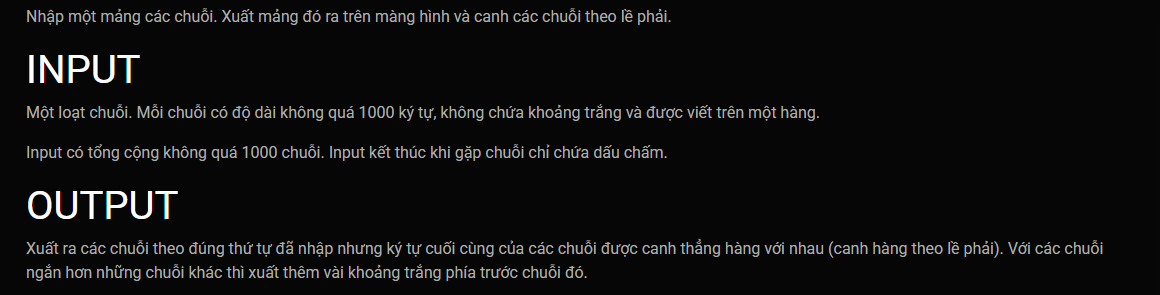 Nhập một mảng các chuỗi. Xuất mảng đó ra trên màng hình và canh các chuỗi theo lề phải.
INPUT
Một loạt chuỗi. Mỗi chuỗi có độ dài không quá 1000 ký tự, không chứa khoảng trắng và được viết trên một hàng.
Input có tổng cộng không quá 1000 chuỗi. Input kết thúc khi gặp chuỗi chỉ chứa dấu chấm.
OUTPUT
Xuất ra các chuỗi theo đúng thứ tự đã nhập nhưng ký tự cuối cùng của các chuỗi được canh thẳng hàng với nhau (canh hàng theo lề phải). Với các chuỗi
ngắn hơn những chuỗi khác thì xuất thêm vài khoảng trắng phía trước chuỗi đó.